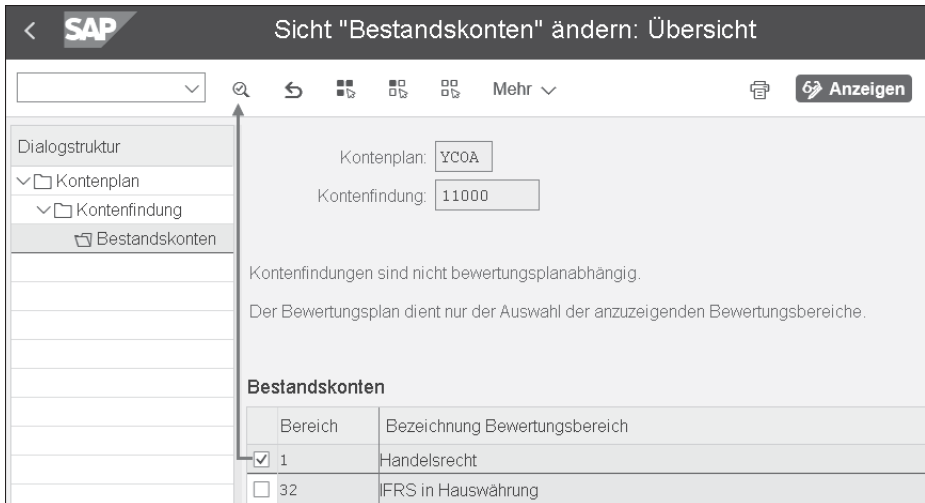 SAP Sicht "Bestandskonten" ändern: Übersicht
Mehr Anzeigen
Dialogstruktur
Kontenplan
Kontenfindung
Bestandskonten
Kontenplan: YCOA
Kontenfindung: 11000
Kontenfindungen sind nicht bewertungsplanabhängig.
Der Bewertungsplan dient nur der Auswahl der anzuzeigenden Bewertungsbereiche.
Bestandskonten
Bereich Bezeichnung Bewertungsbereich
1 Handelsrecht
32 IFRS in Hauswährung